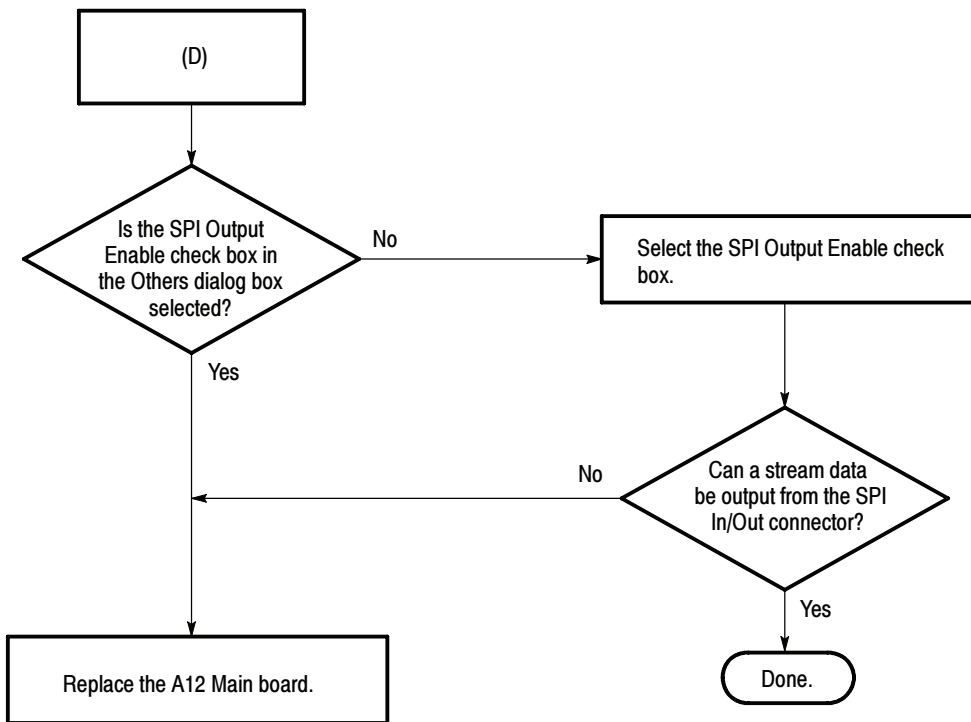 (D)
Is the SPI Output
Enable check box in
the Others dialog box
selected?
No
Select the SPI Output Enable check
box.
Yes
No
Can a stream data
be output from the SPI
In/Out connector?
Yes
Replace the A12 Main board.
Done.